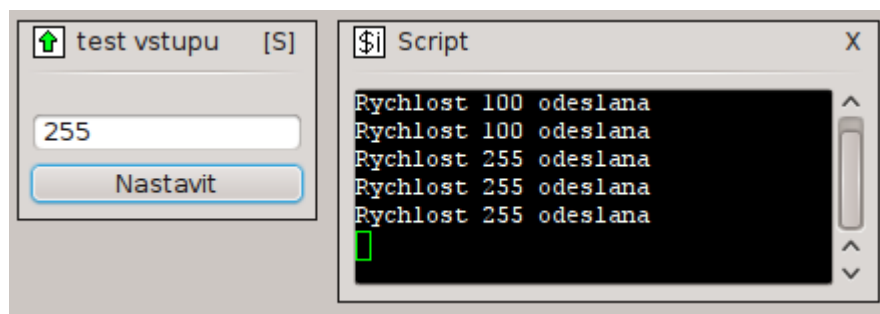 test vstupu [S]
255
Nastavit
$i Script X
Rychlost 100 odeslana
Rychlost 100 odeslana
Rychlost 255 odeslana
Rychlost 255 odeslana
Rychlost 255 odeslana